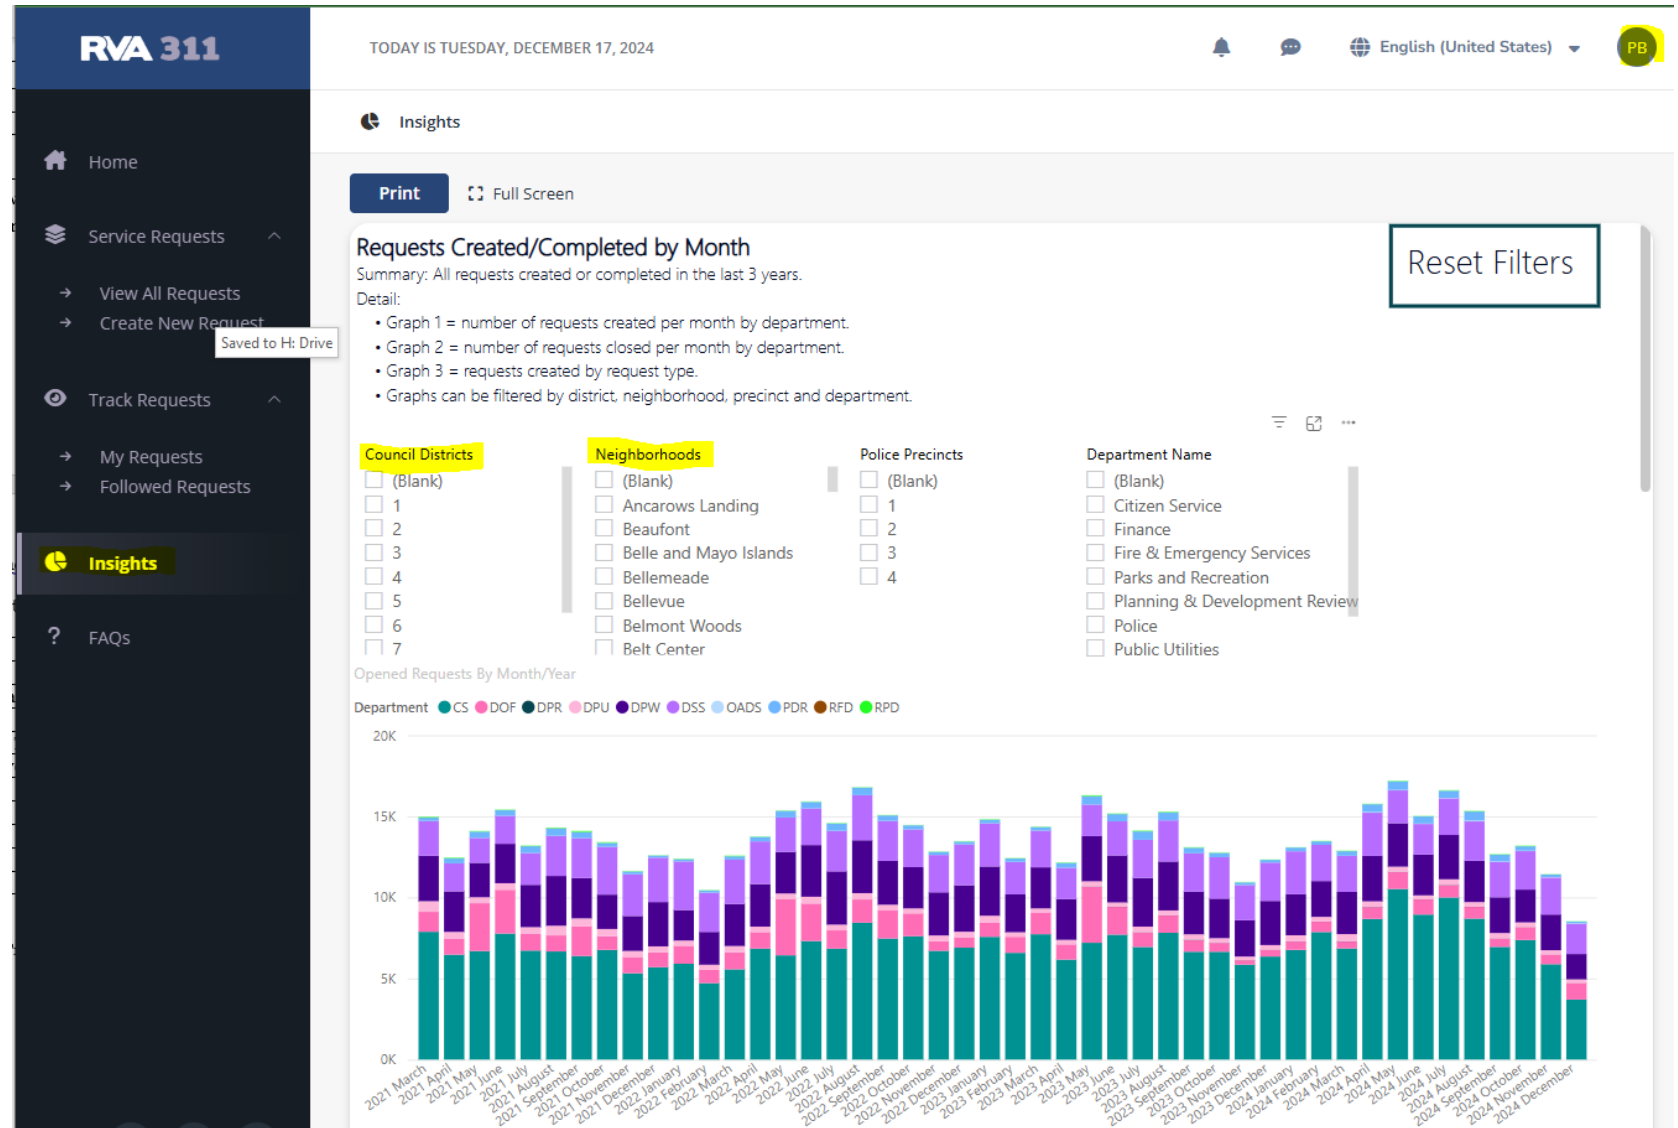 RVA 311
TODAY IS TUESDAY, DECEMBER 17, 2024
English (United States)
PB
Insights
Home
Service Requests
View All Requests
Create New Request
Saved to H: Drive
Track Requests
My Requests
Followed Requests
Insights
FAQs
Print
Full Screen
Requests Created/Completed by Month
Summary: All requests created or completed in the last 3 years.
Detail:
• Graph 1 = number of requests created per month by department.
• Graph 2 = number of requests closed per month by department.
• Graph 3 = requests created by request type.
• Graphs can be filtered by district, neighborhood, precinct and department.
Reset Filters
Council Districts
(Blank)
1
2
3
4
5
6
7
Neighborhoods
(Blank)
Ancarows Landing
Beaufont
Belle and Mayo Islands
Bellemeade
Bellevue
Belmont Woods
Belt Center
Police Precincts
(Blank)
1
2
3
4
Department Name
(Blank)
Citizen Service
Finance
Fire & Emergency Services
Parks and Recreation
Planning & Development Review
Police
Public Utilities
Opened Requests By Month/Year
Department CS DOF DPR DPU DPW DSS OADS PDR RFD RPD
20K
15K
10K
5K
0K
2021 March
2021 April
2021 May
2021 June
2021 July
2021 August
2021 September
2021 October
2021 November
2021 December
2022 January
2022 February
2022 March
2022 April
2022 May
2022 June
2022 July
2022 August
2022 September
2022 October
2022 November
2022 December
2023 January
2023 February
2023 March
2023 April
2023 May
2023 June
2023 July
2023 August
2023 September
2023 October
2023 November
2023 December
2024 January
2024 February
2024 March
2024 April
2024 May
2024 June
2024 July
2024 August
2024 September
2024 October
2024 November
2024 December